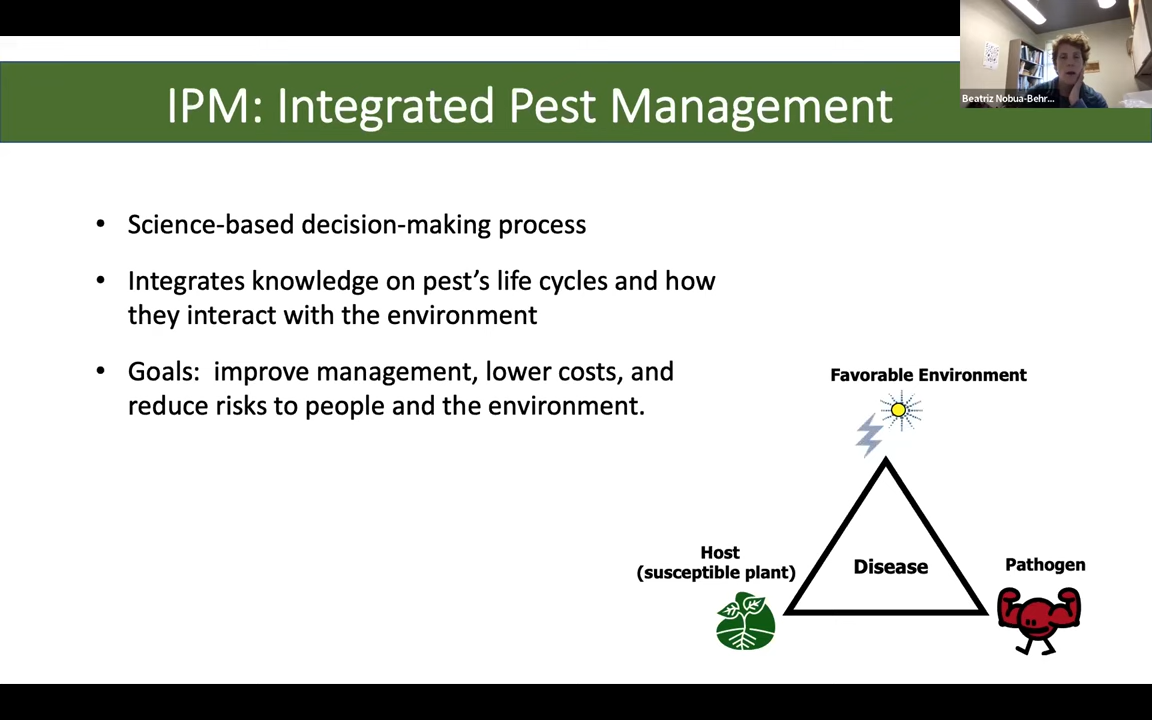 IPM: Integrated Pest Management
Beatriz Nobua-Behr...
• Science-based decision-making process
• Integrates knowledge on pest's life cycles and how
they interact with the environment
• Goals:  improve management, lower costs, and
reduce risks to people and the environment.
Favorable Environment
Host
(susceptible plant)
Disease
Pathogen